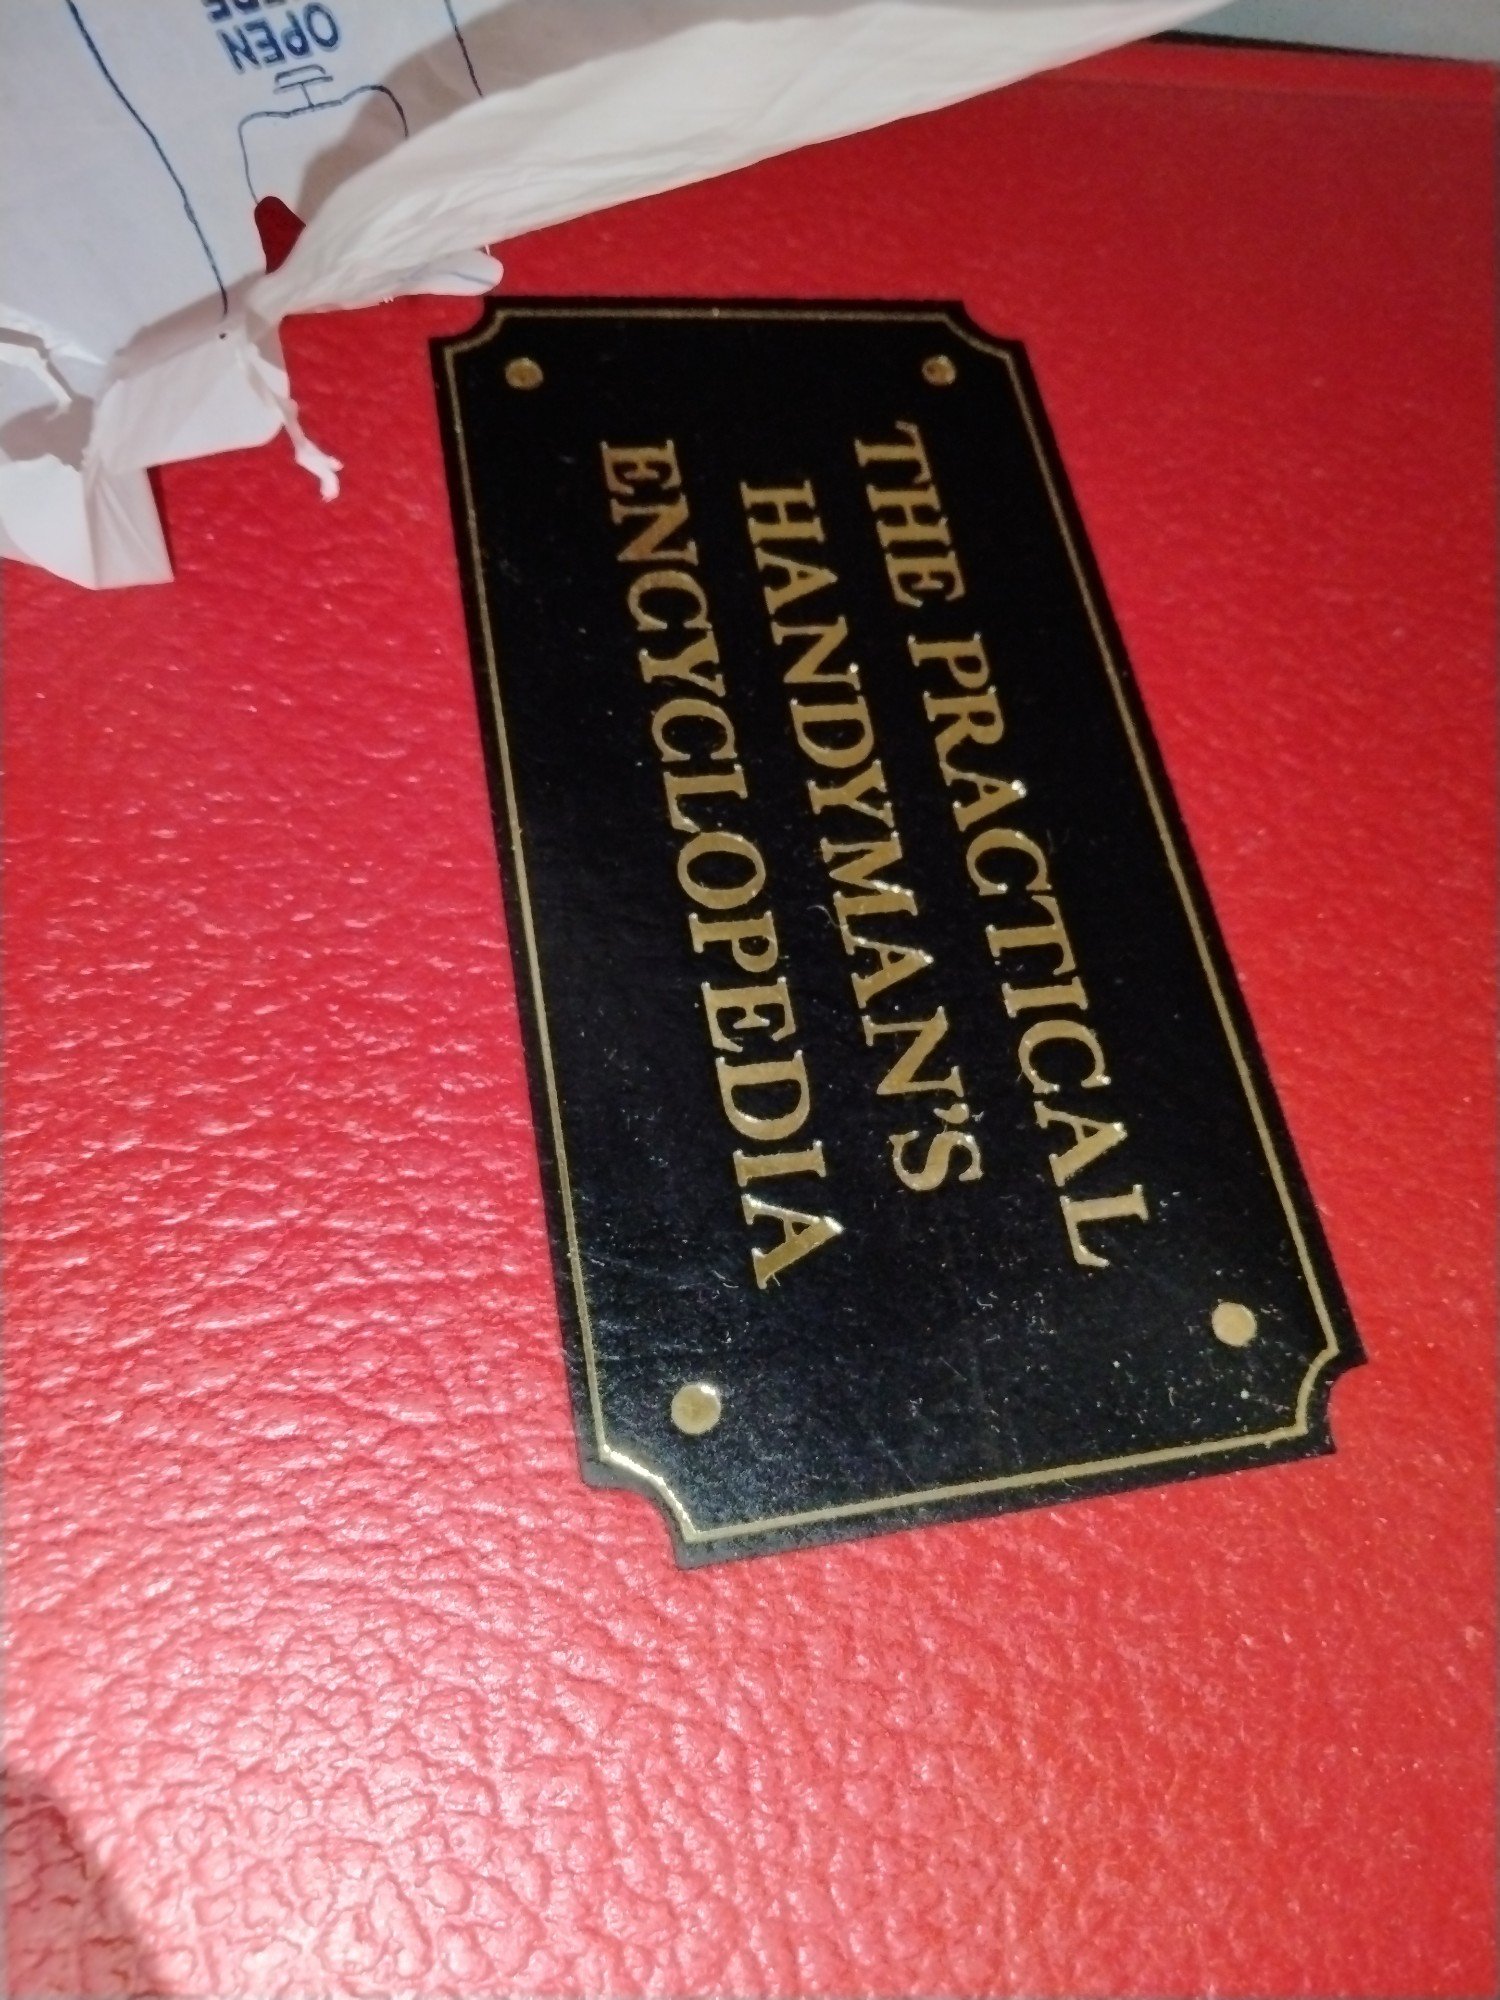 THE PRACTICAL
HANDYMAN'S
ENCYCLOPEDIA
OPEN